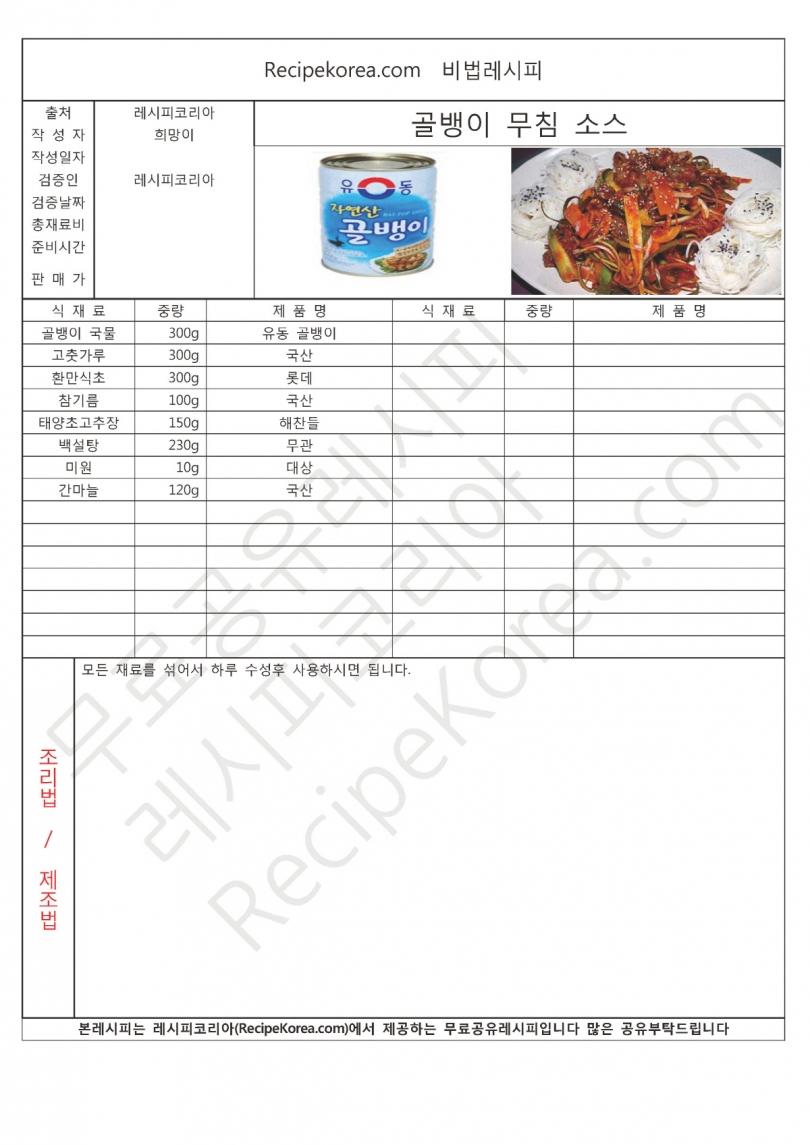 Recipekorea.com 비법레시피
출처 레시피코리아
작 성 자 희망이
작성일자
검증인 레시피코리아
검증날짜
총재료비
준비시간
판 매 가
골뱅이 무침 소스
유동
자연산
골뱅이
식 재 료 중량 제 품 명 식 재 료 중량 제 품 명
골뱅이 국물 300g 유동 골뱅이
고춧가루 300g 국산
환만식초 300g 롯데
참기름 100g 국산
태양초고추장 150g 해찬들
백설탕 230g 무관
미원 10g 대상
간마늘 120g 국산
조리법 / 제조법
모든 재료를 섞어서 하루 수성후 사용하시면 됩니다.
무료공유레시피
레시피코리아
RecipeKorea.com
본레시피는 레시피코리아(RecipeKorea.com)에서 제공하는 무료공유레시피입니다 많은 공유부탁드립니다